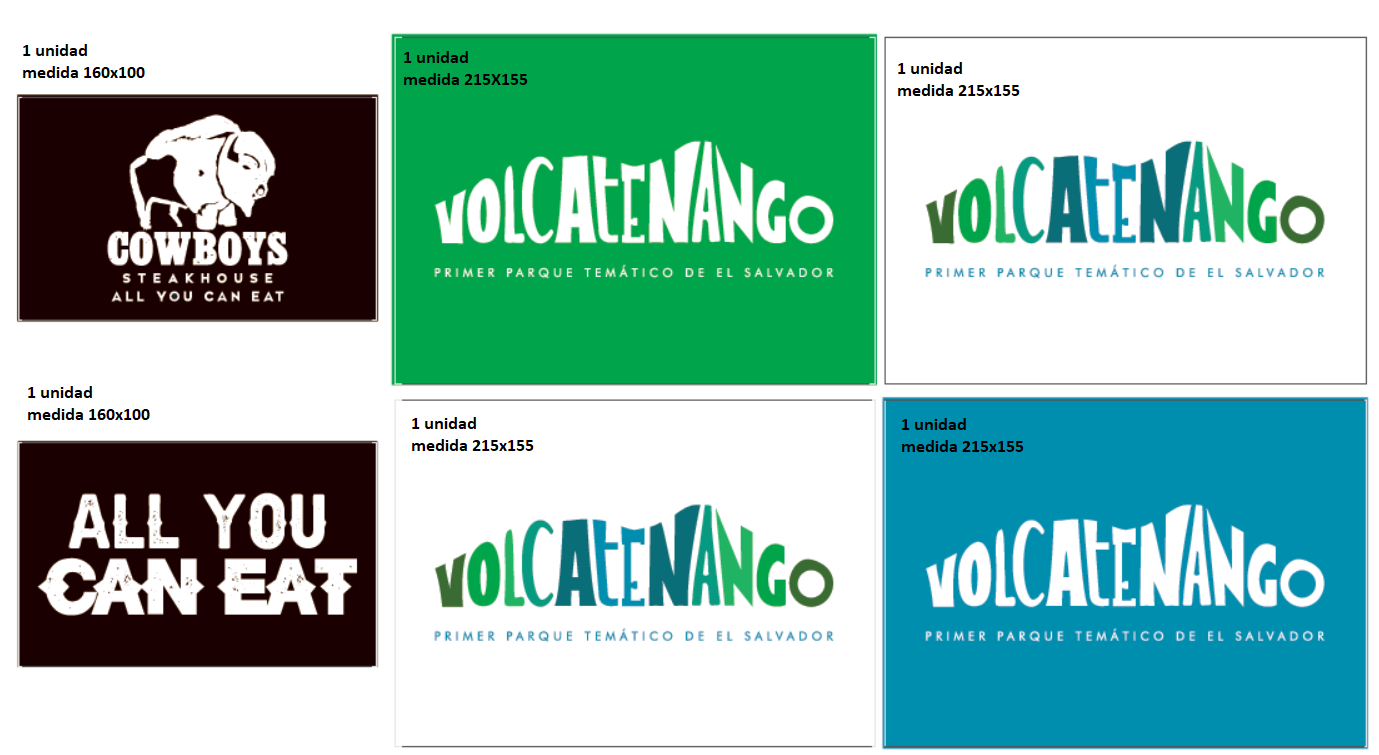 1 unidad
medida 160x100
COWBOYS
STEAKHOUSE
ALL YOU CAN EAT
1 unidad
medida 215X155
VOLCAtENANGO
PRIMER PARQUE TEMÁTICO DE EL SALVADOR
1 unidad
medida 215x155
VOLCAtENANGO
PRIMER PARQUE TEMÁTICO DE EL SALVADOR
1 unidad
medida 160x100
ALL YOU
CAN EAT
1 unidad
medida 215x155
VOLCAtENANGO
PRIMER PARQUE TEMÁTICO DE EL SALVADOR
1 unidad
medida 215x155
VOLCAtENANGO
PRIMER PARQUE TEMÁTICO DE EL SALVADOR